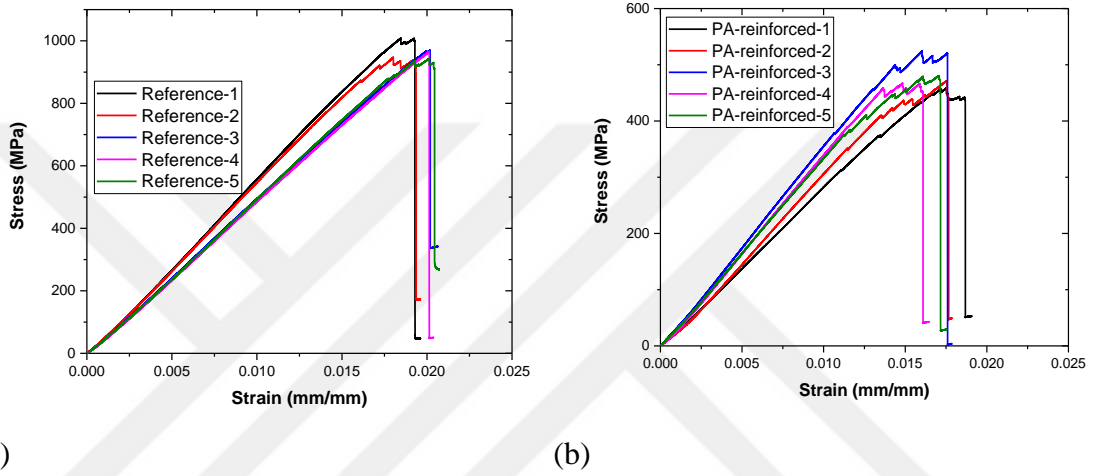 1000
800
600
400
200
0
Stress (MPa)
Reference-1
Reference-2
Reference-3
Reference-4
Reference-5
0.000 0.005 0.010 0.015 0.020 0.025
Strain (mm/mm)
)
600
400
200
0
Stress (MPa)
PA-reinforced-1
PA-reinforced-2
PA-reinforced-3
PA-reinforced-4
PA-reinforced-5
0.000 0.005 0.010 0.015 0.020 0.025
Strain (mm/mm)
(b)